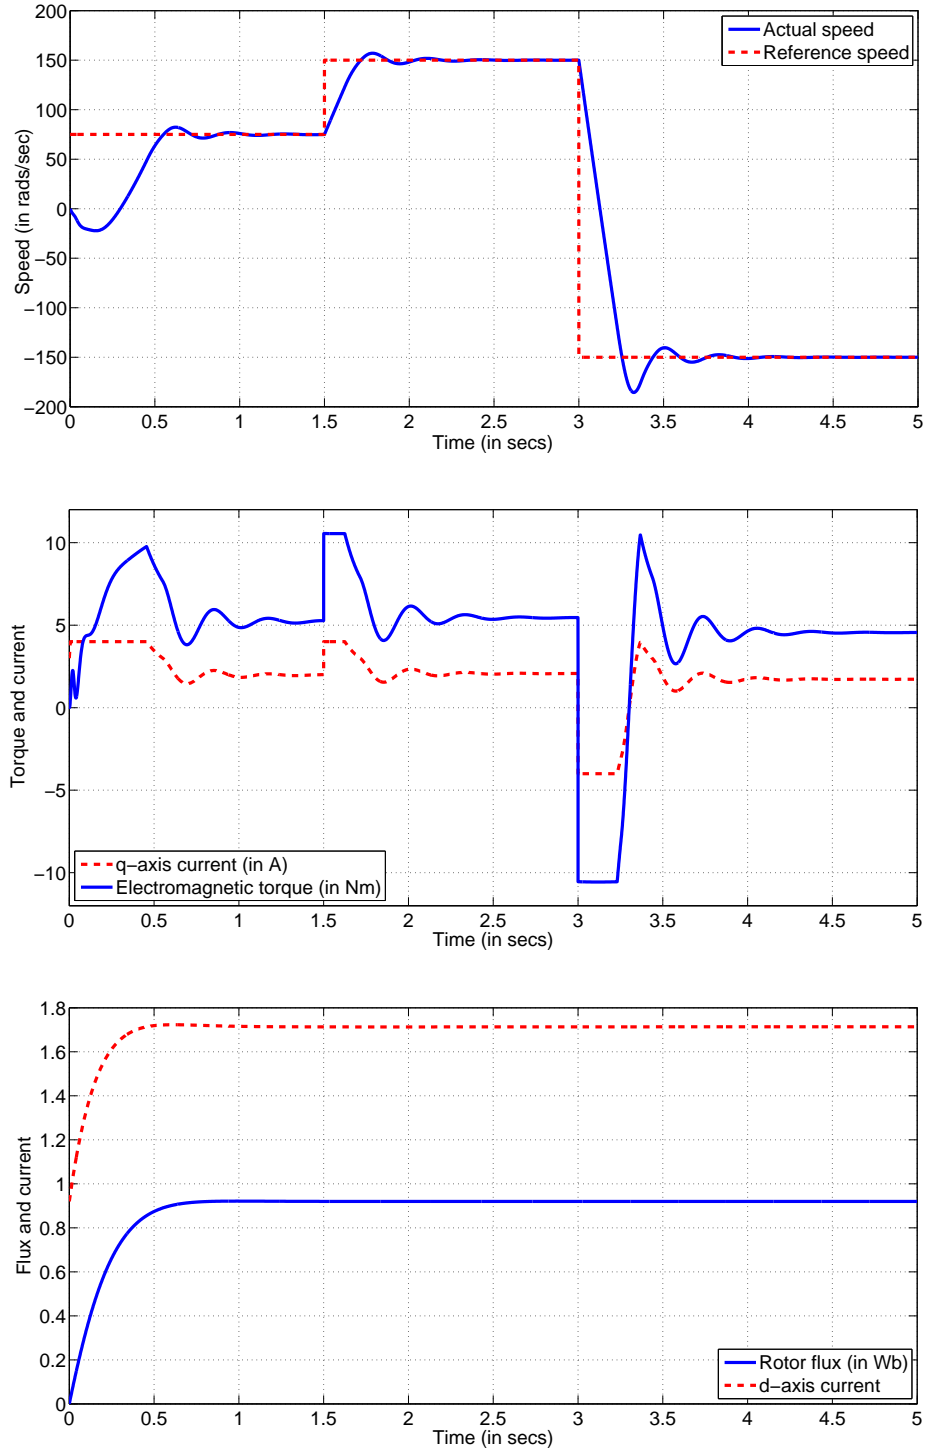 200
150
100
50
0
−50
−100
−150
−200
Speed (in rads/sec)
Actual speed
Reference speed
0 0.5 1 1.5 2 2.5 3 3.5 4 4.5 5
Time (in secs)
10
5
0
−5
−10
Torque and current
q−axis current (in A)
Electromagnetic torque (in Nm)
0 0.5 1 1.5 2 2.5 3 3.5 4 4.5 5
Time (in secs)
1.8
1.6
1.4
1.2
1
0.8
0.6
0.4
0.2
0
Flux and current
Rotor flux (in Wb)
d−axis current
0 0.5 1 1.5 2 2.5 3 3.5 4 4.5 5
Time (in secs)